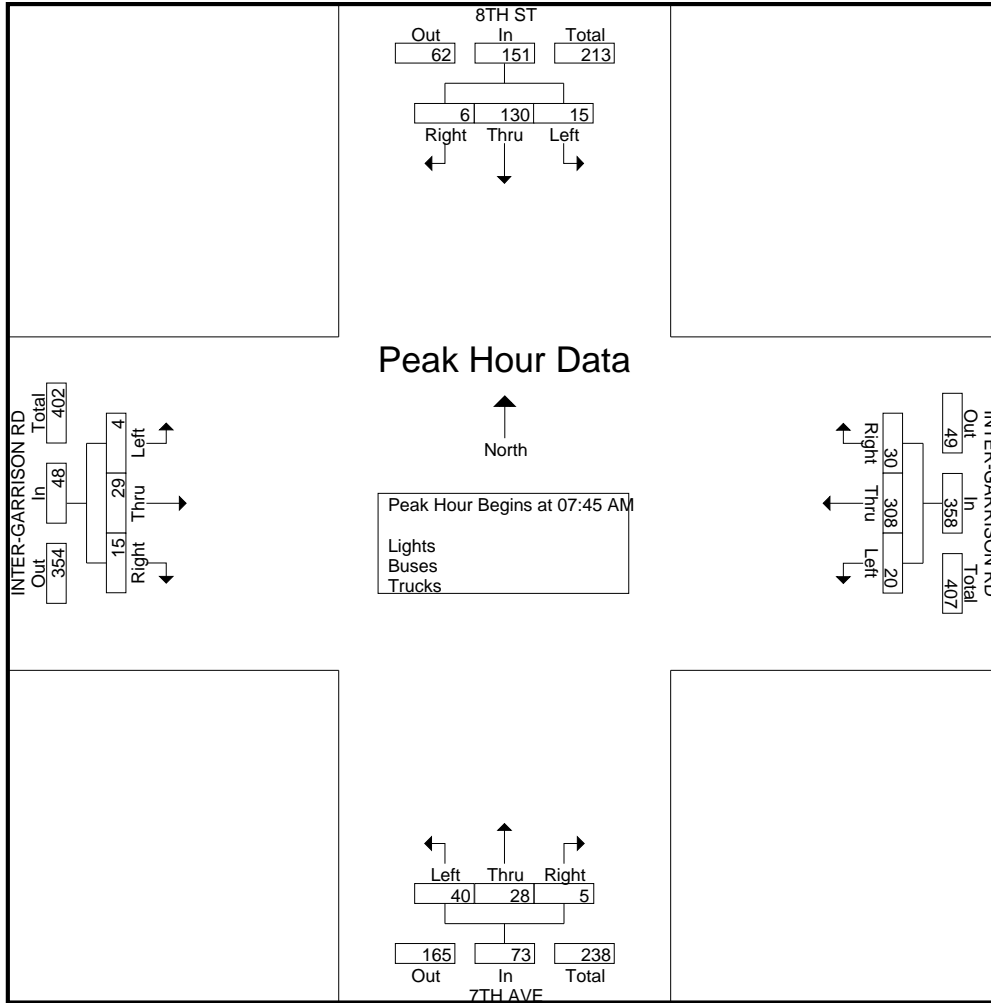 8TH ST
Out In Total
62 151 213
6 130 15
Right Thru Left
Peak Hour Data
North
Peak Hour Begins at 07:45 AM
Lights
Buses
Trucks
INTER-GARRISON RD
Total
402
In
48
Out
354
4
Left
29
Thru
15
Right
Right
30
Thru
308
Left
20
Out
49
In
358
Total
407
INTER-GARRISON RD
Left Thru Right
40 28 5
165 73 238
Out In Total
7TH AVE